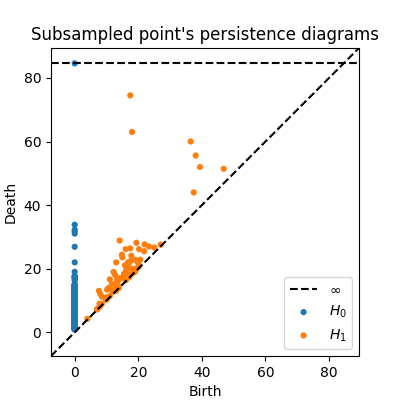 Subsampled point's persistence diagrams
Death
80
60
40
20
0
∞
H₀
H₁
0 20 40 60 80
Birth